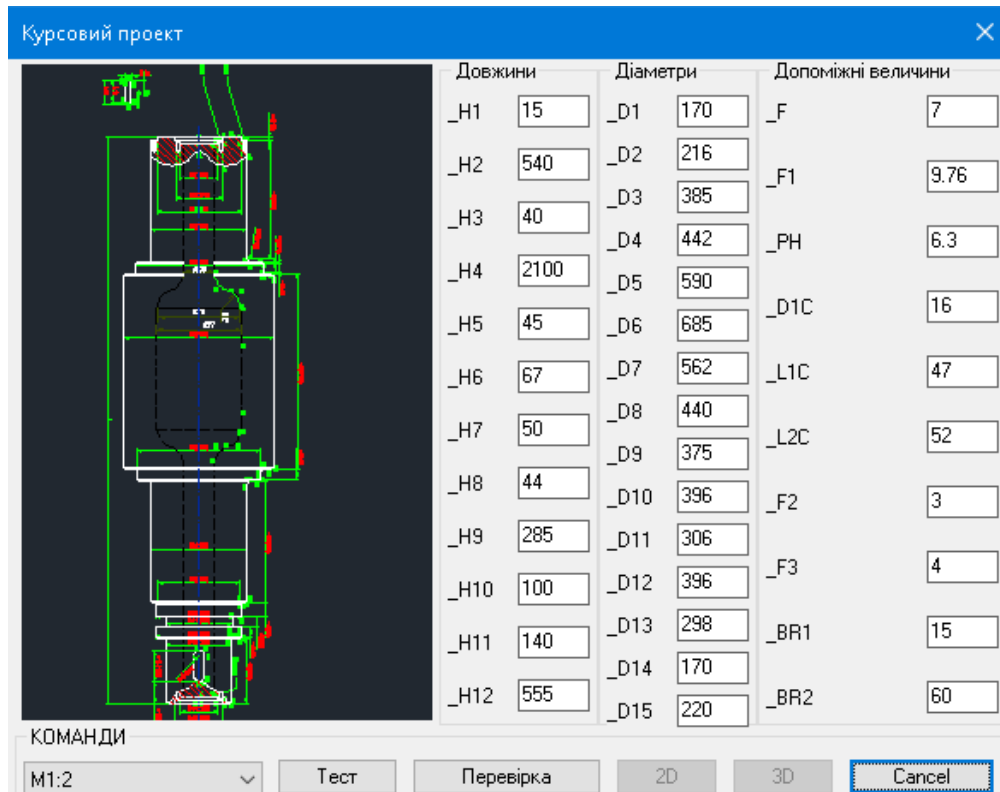 Курсовий проект
Довжини
_H1 15
_H2 540
_H3 40
_H4 2100
_H5 45
_H6 67
_H7 50
_H8 44
_H9 285
_H10 100
_H11 140
_H12 555
Діаметри
_D1 170
_D2 216
_D3 385
_D4 442
_D5 590
_D6 685
_D7 562
_D8 440
_D9 375
_D10 396
_D11 306
_D12 396
_D13 298
_D14 170
_D15 220
Допоміжні величини
_F 7
_F1 9.76
_PH 6.3
_D1C 16
_L1C 47
_L2C 52
_F2 3
_F3 4
_BR1 15
_BR2 60
КОМАНДИ
M1:2 Тест Перевірка 2D 3D Cancel